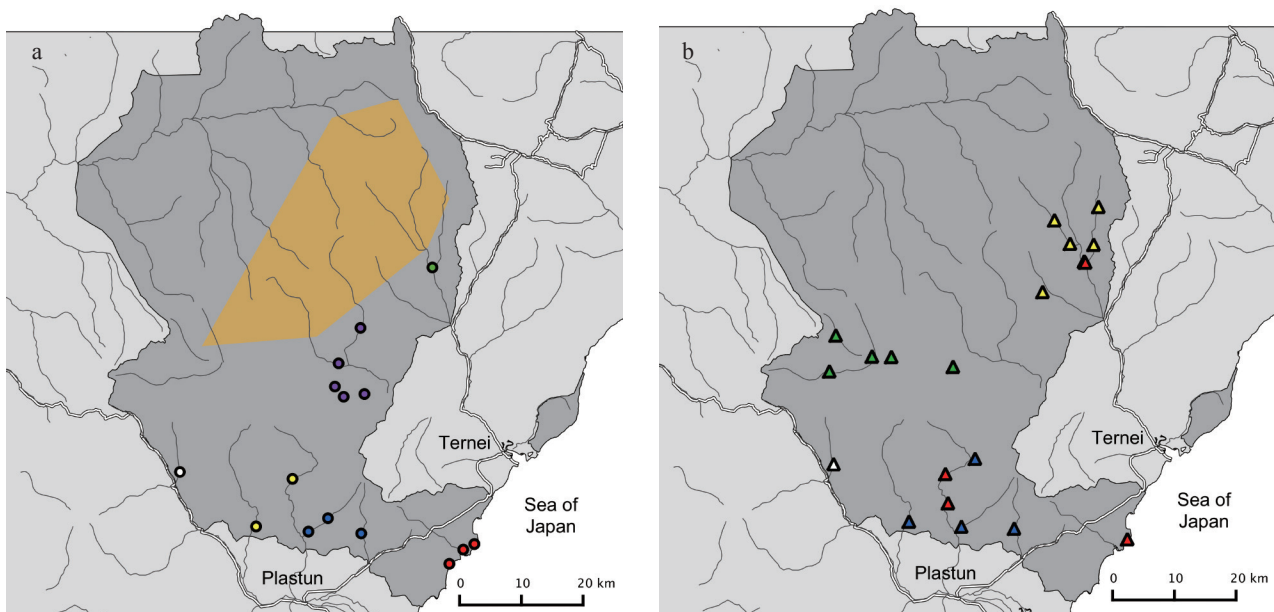 a
Ternei
Sea of
Japan
Plastun
0 10 20 km
b
Ternei
Sea of
Japan
Plastun
0 10 20 km